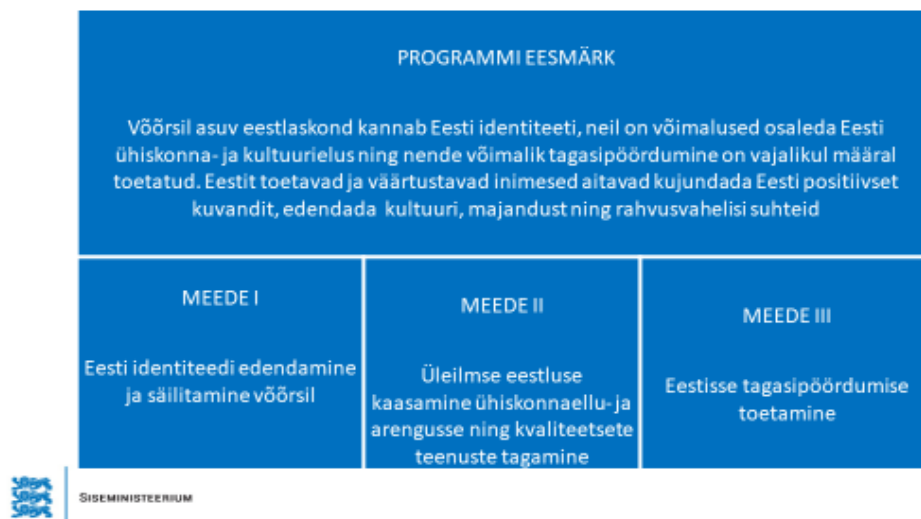 PROGRAMMI EESMÄRK
Võõrsil asuv eestlaskond kannab Eesti identiteeti, neil on võimalused osaleda Eesti
ühiskonna- ja kultuurielus ning nende võimalik tagasipöördumine on vajalikul määral
toetatud. Eestit toetavad ja väärtustavad inimesed aitavad kujundada Eesti positiivset
kuvandit, edendada kultuuri, majandust ning rahvusvahelisi suhteid
MEEDE I
Eesti identiteedi edendamine
ja säilitamine võõrsil
MEEDE II
Üleilmse eestluse
kaasamine ühiskonnaellu- ja
arengusse ning kvaliteetsete
teenuste tagamine
MEEDE III
Eestisse tagasipöördumise
toetamine
SISEMINISTEERIUM